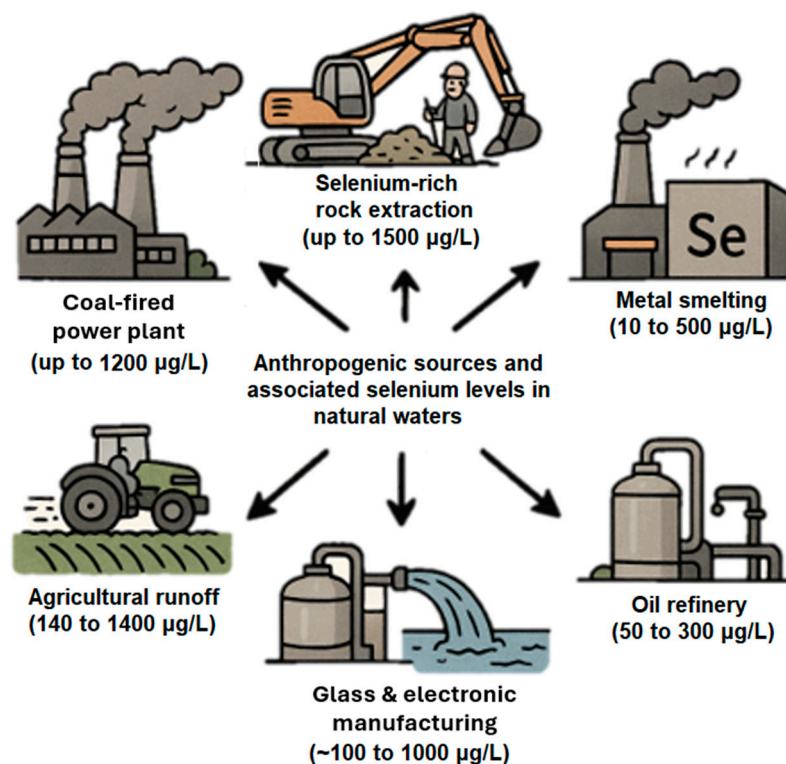 Selenium-rich
rock extraction
(up to 1500 µg/L)
Se
Coal-fired
power plant
(up to 1200 µg/L)
Metal smelting
(10 to 500 µg/L)
Anthropogenic sources and
associated selenium levels in
natural waters
Agricultural runoff
(140 to 1400 µg/L)
Oil refinery
(50 to 300 µg/L)
Glass & electronic
manufacturing
(~100 to 1000 µg/L)